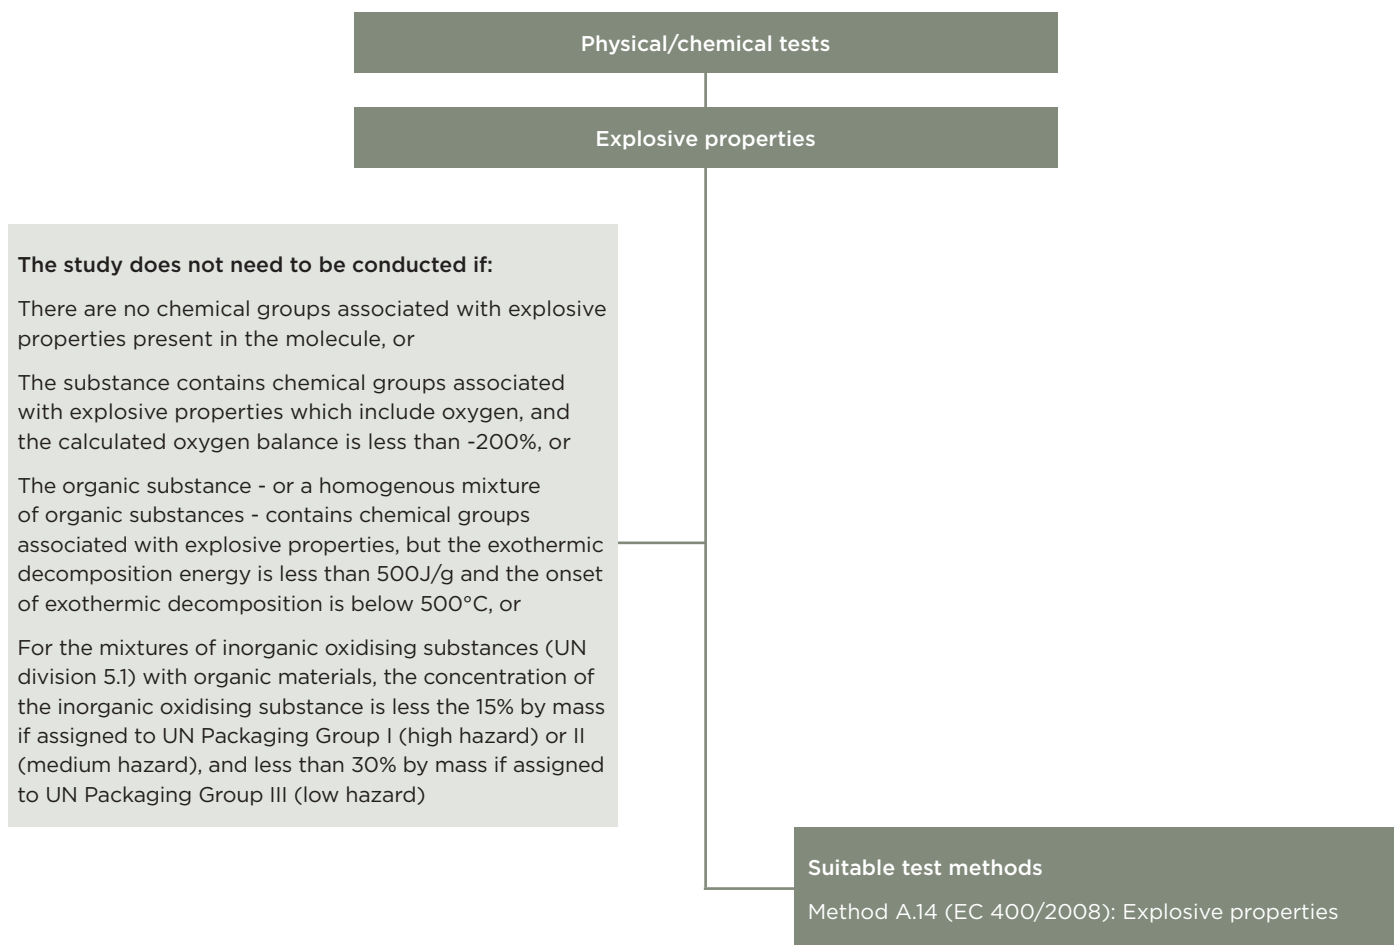 Physical/chemical tests
Explosive properties
The study does not need to be conducted if:
There are no chemical groups associated with explosive
properties present in the molecule, or
The substance contains chemical groups associated
with explosive properties which include oxygen, and
the calculated oxygen balance is less than -200%, or
The organic substance - or a homogenous mixture
of organic substances - contains chemical groups
associated with explosive properties, but the exothermic
decomposition energy is less than 500J/g and the onset
of exothermic decomposition is below 500°C, or
For the mixtures of inorganic oxidising substances (UN
division 5.1) with organic materials, the concentration of
the inorganic oxidising substance is less the 15% by mass
if assigned to UN Packaging Group I (high hazard) or II
(medium hazard), and less than 30% by mass if assigned
to UN Packaging Group III (low hazard)
Suitable test methods
Method A.14 (EC 400/2008): Explosive properties